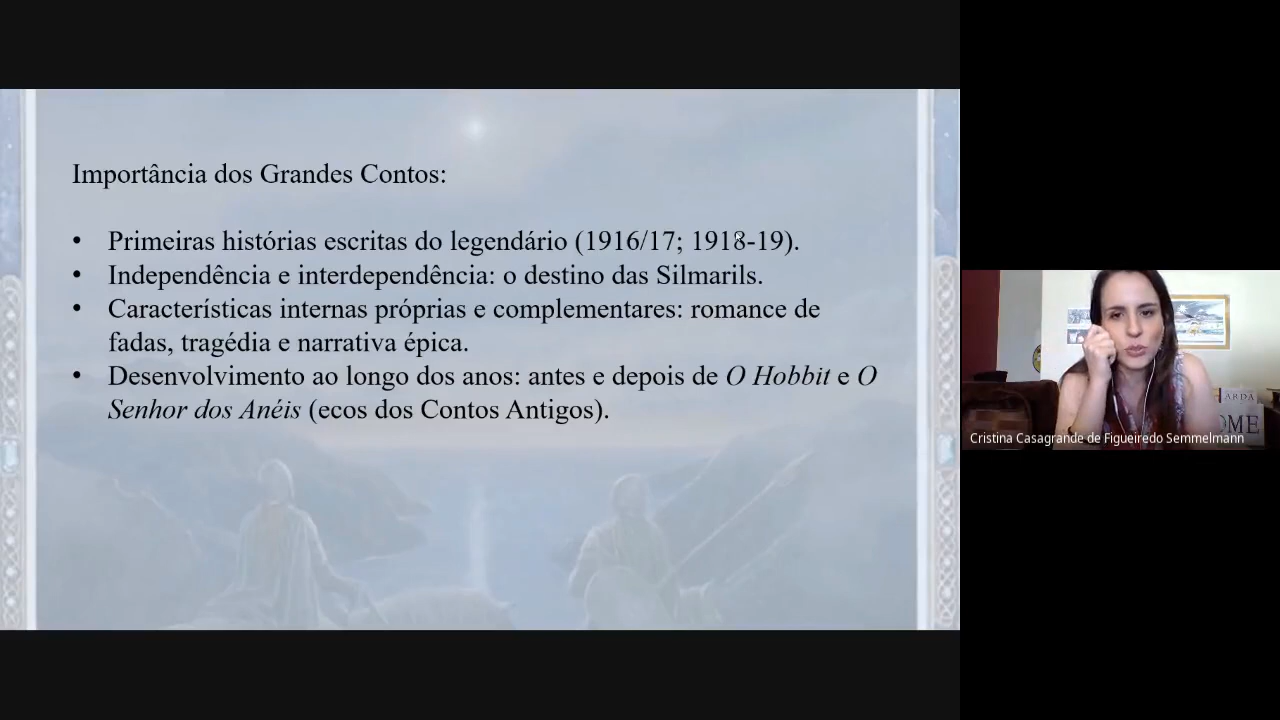 Importância dos Grandes Contos:
• Primeiras histórias escritas do legendário (1916/17; 1918-19).
• Independência e interdependência: o destino das Silmarils.
• Características internas próprias e complementares: romance de
fadas, tragédia e narrativa épica.
• Desenvolvimento ao longo dos anos: antes e depois de O Hobbit e O
Senhor dos Anéis (ecos dos Contos Antigos).
ARDA
OME
Cristina Casagrande de Figueiredo Semmelmann